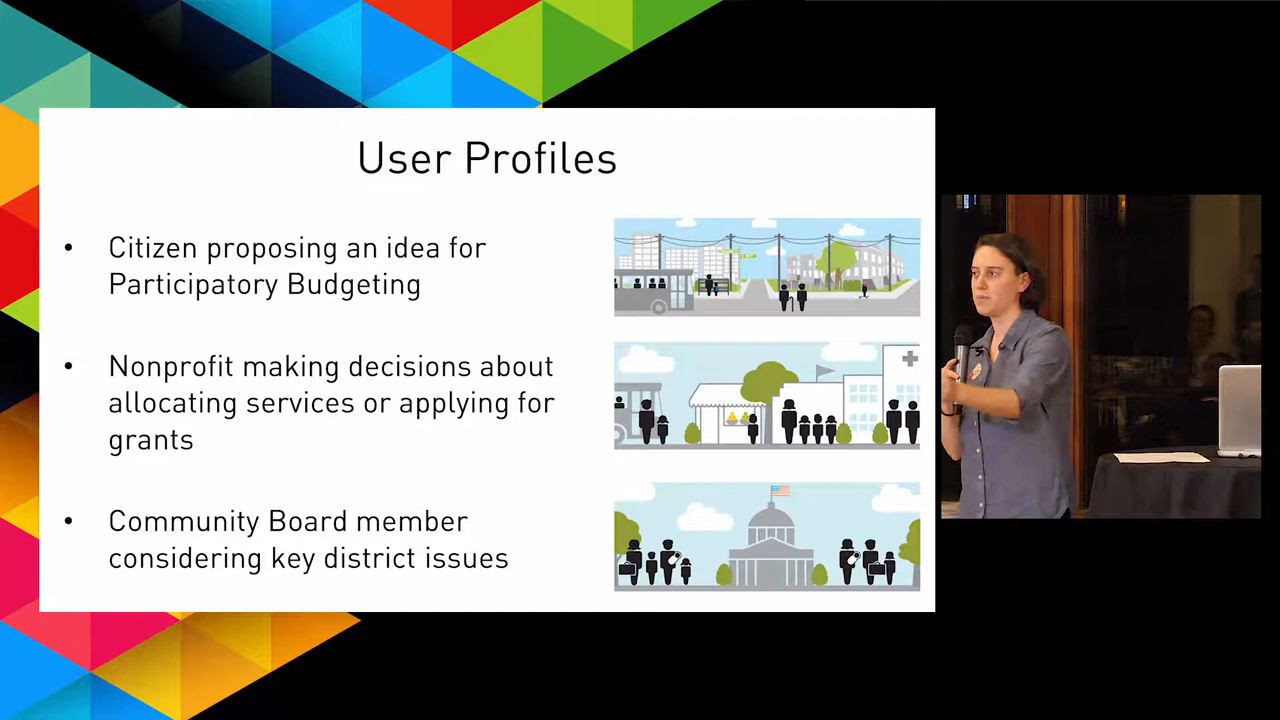 User Profiles
• Citizen proposing an idea for
Participatory Budgeting
• Nonprofit making decisions about
allocating services or applying for
grants
• Community Board member
considering key district issues